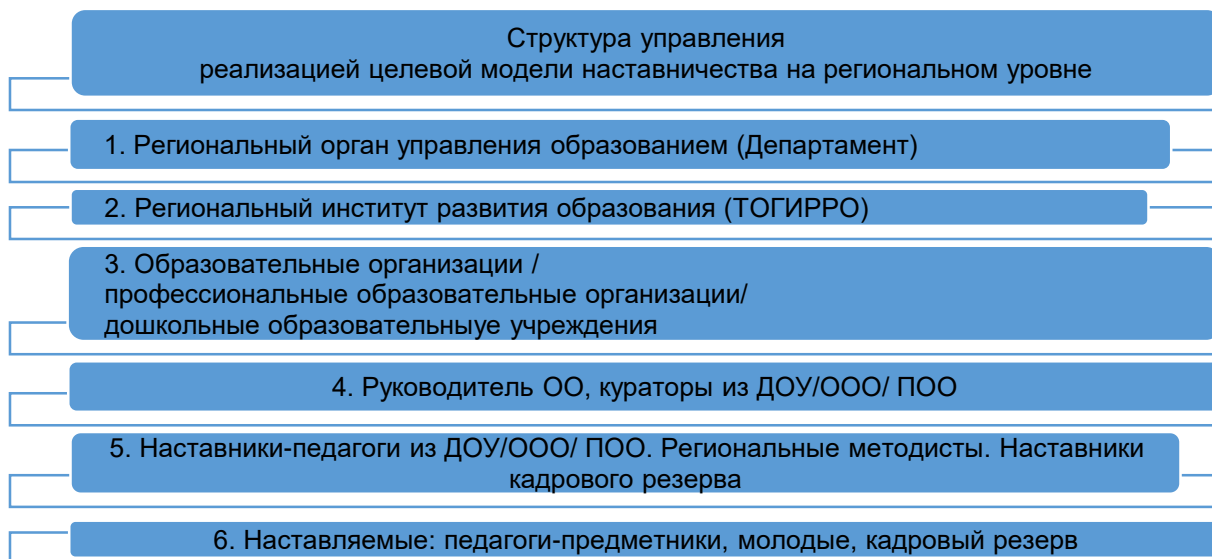 Структура управления
реализацией целевой модели наставничества на региональном уровне
1. Региональный орган управления образованием (Департамент)
2. Региональный институт развития образования (ТОГИРРО)
3. Образовательные организации /
профессиональные образовательные организации/
дошкольные образовательныуе учреждения
4. Руководитель ОО, кураторы из ДОУ/ООО/ ПОО
5. Наставники-педагоги из ДОУ/ООО/ ПОО. Региональные методисты. Наставники
кадрового резерва
6. Наставляемые: педагоги-предметники, молодые, кадровый резерв